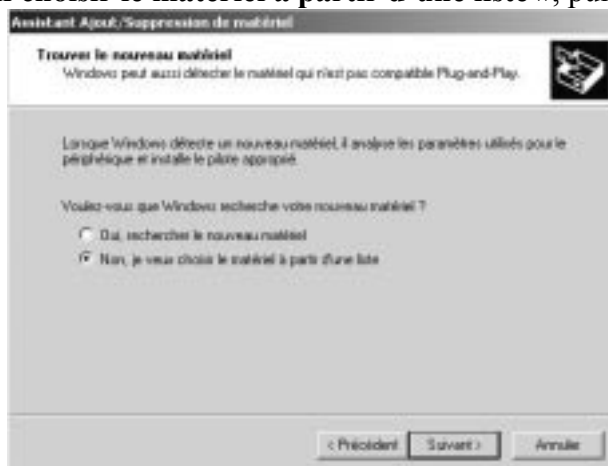 choisir le matériel à partir d'une liste», pu
Assistant Ajout/Suppression de matériel
Trouver le nouveau matériel
Windows peut aussi détecter le matériel qui n'est pas compatible Plug-and-Play.
Lorsque Windows détecte un nouveau matériel, il analyse les paramètres utilisés pour le
périphérique et installe le pilote approprié.
Voulez-vous que Windows recherche votre nouveau matériel ?
Oui, rechercher le nouveau matériel
Non, je veux choisir le matériel à partir d'une liste
< Précédent Suivant > Annuler